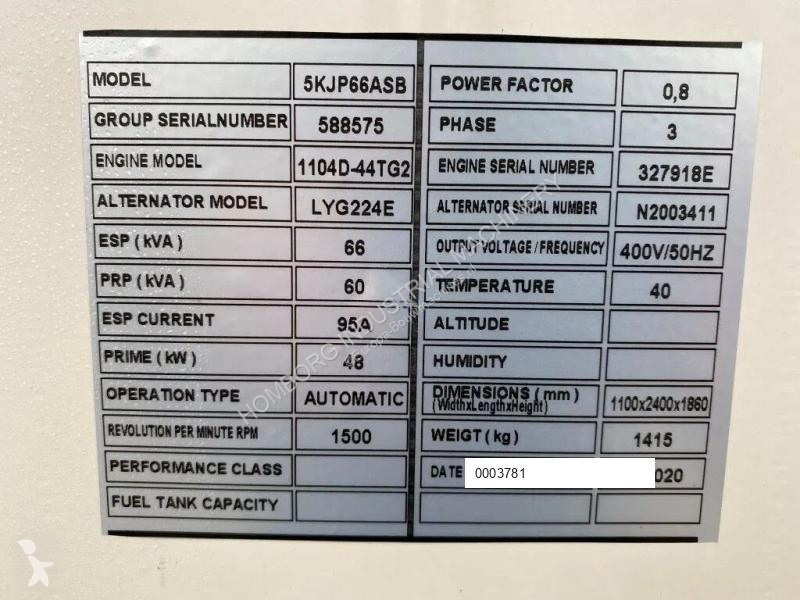 MODEL 5KJP66ASB
GROUP SERIALNUMBER 588575
ENGINE MODEL 1104D-44TG2
ALTERNATOR MODEL LYG224E
ESP ( kVA ) 66
PRP ( kVA ) 60
ESP CURRENT 95A
PRIME ( kW ) 48
OPERATION TYPE AUTOMATIC
REVOLUTION PER MINUTE RPM 1500
PERFORMANCE CLASS
FUEL TANK CAPACITY
POWER FACTOR 0,8
PHASE 3
ENGINE SERIAL NUMBER 327918E
ALTERNATOR SERIAL NUMBER N2003411
OUTPUT VOLTAGE / FREQUENCY 400V/50HZ
TEMPERATURE 40
ALTITUDE
HUMIDITY
DIMENSIONS ( mm ) 1100x2400x1860
(WidthxLengthxHeight)
WEIGT ( kg ) 1415
DATE 0003781 020
HOMBORG INDUSTRIAL MACHINERY